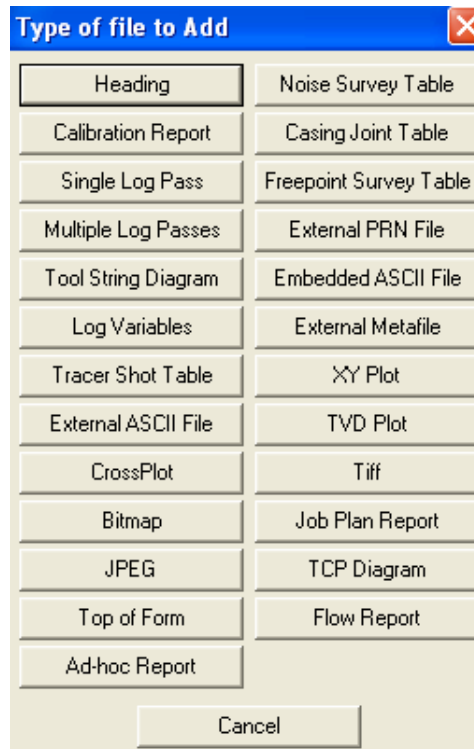 Type of file to Add
Heading
Noise Survey Table
Calibration Report
Casing Joint Table
Single Log Pass
Freepoint Survey Table
Multiple Log Passes
External PRN File
Tool String Diagram
Embedded ASCII File
Log Variables
External Metafile
Tracer Shot Table
XY Plot
External ASCII File
TVD Plot
CrossPlot
Tiff
Bitmap
Job Plan Report
JPEG
TCP Diagram
Top of Form
Flow Report
Ad-hoc Report
Cancel